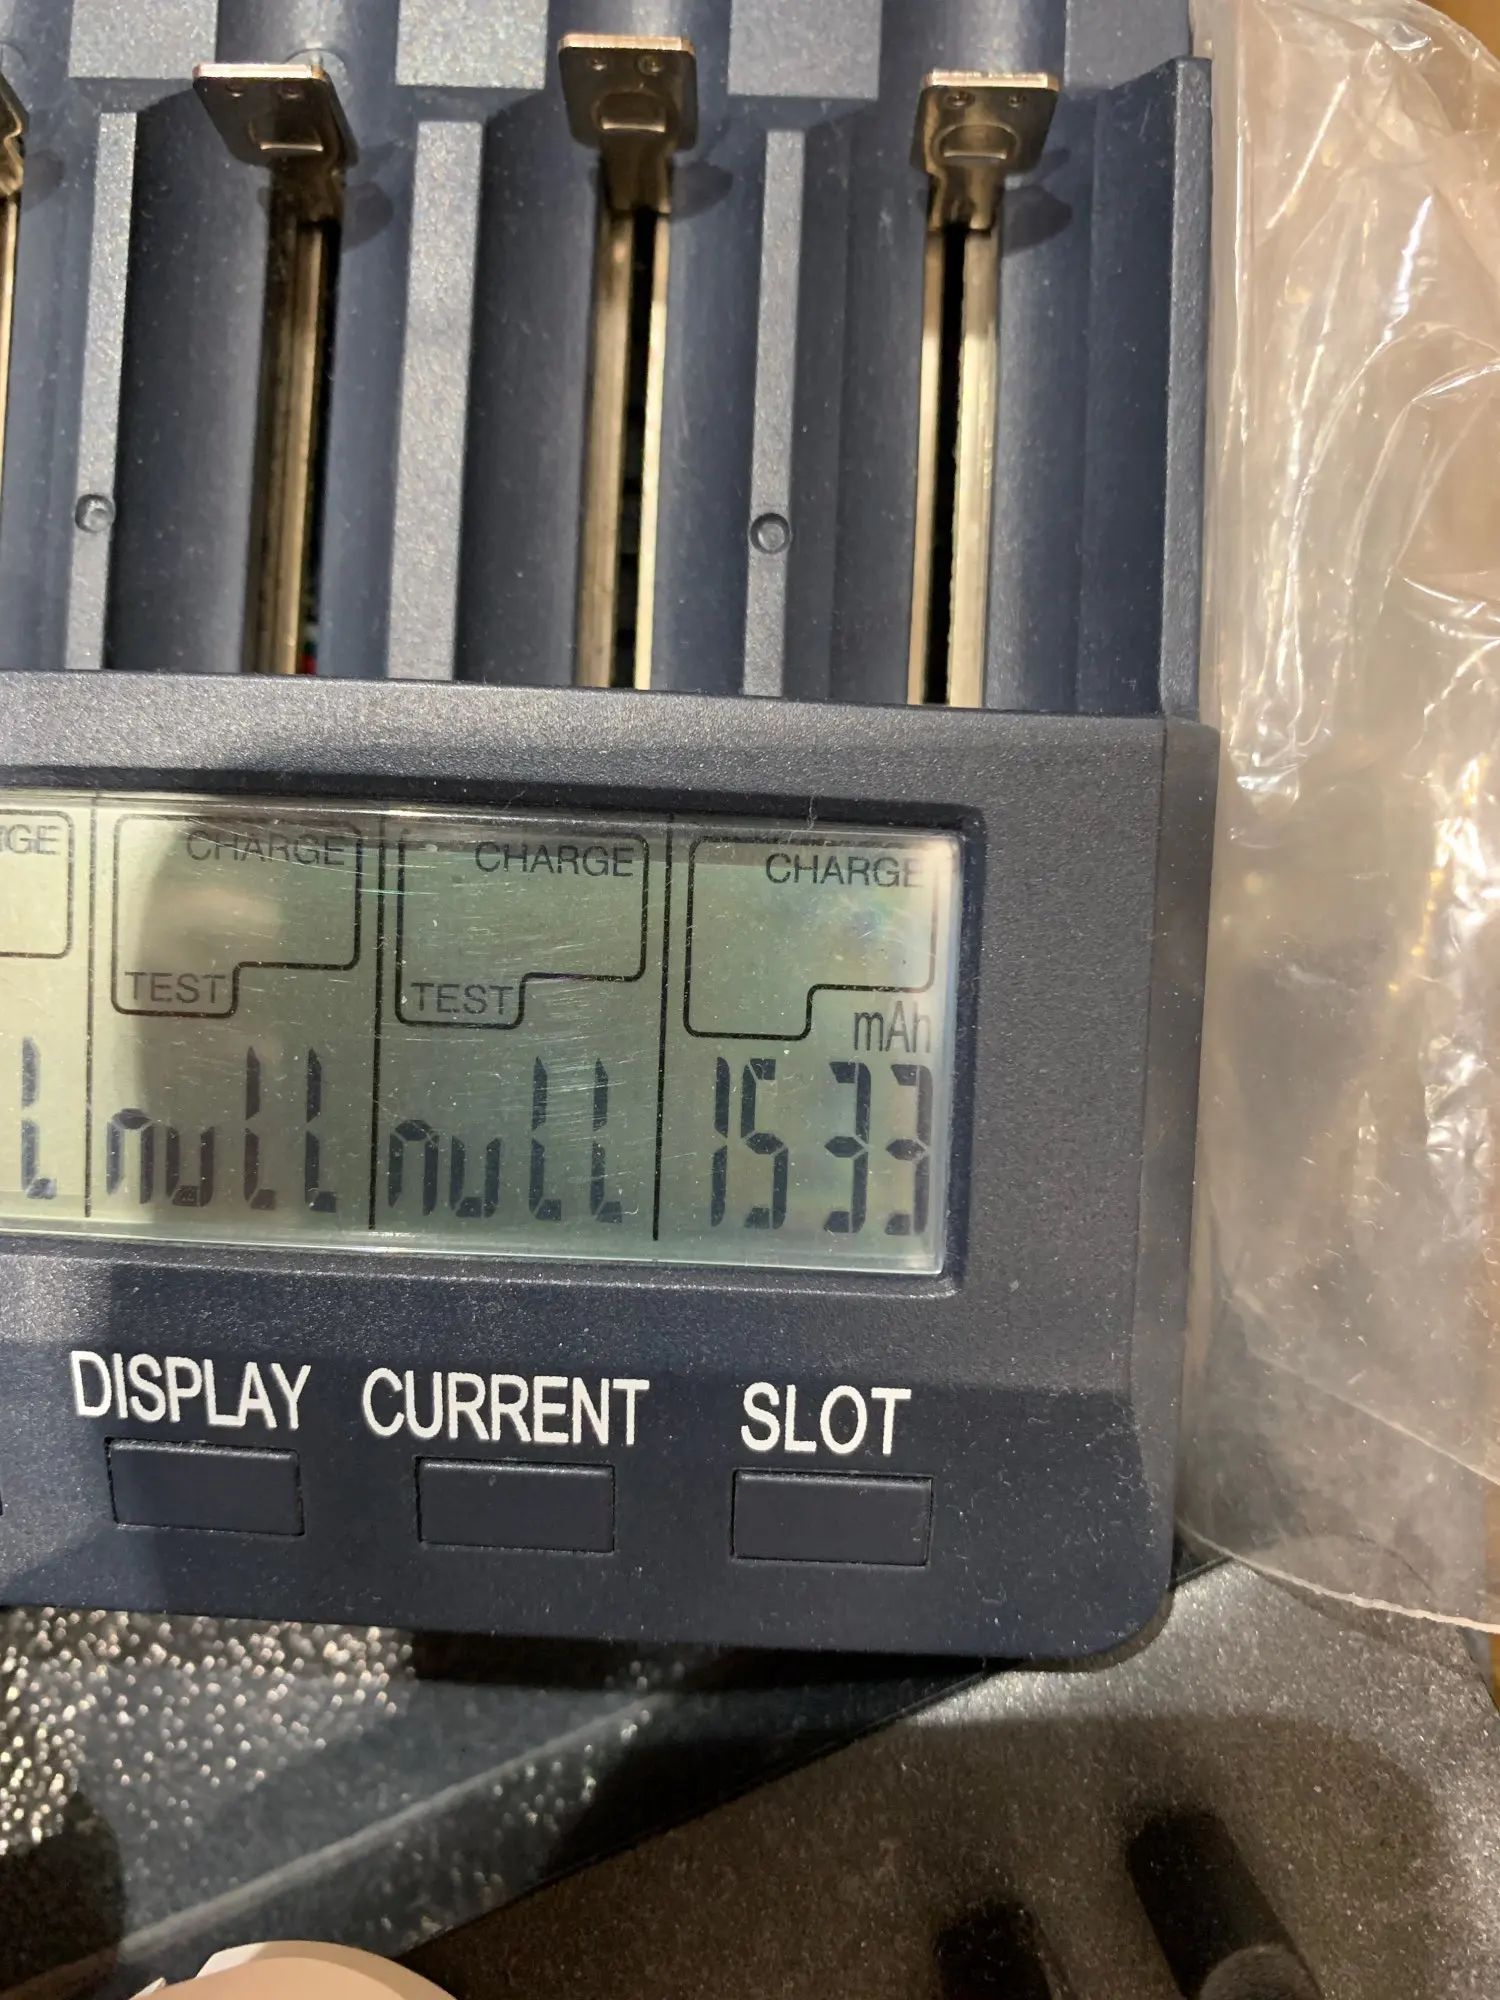 CHARGE CHARGE CHARGE
TEST TEST mAh
null null 1533
DISPLAY CURRENT SLOT